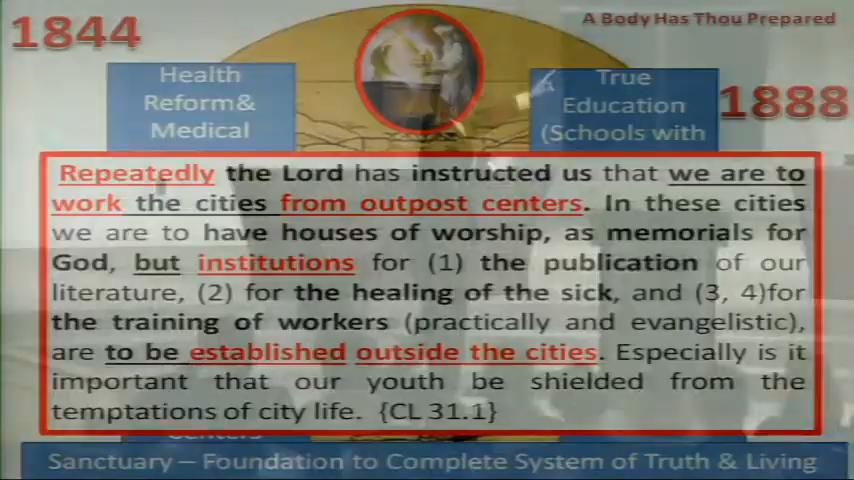 1844
A Body Has Thou Prepared
Health
Reform&
Medical
True
Education
(Schools with
1888
Repeatedly the Lord has instructed us that we are to
work the cities from outpost centers. In these cities
we are to have houses of worship, as memorials for
God, but institutions for (1) the publication of our
literature, (2) for the healing of the sick, and (3, 4)for
the training of workers (practically and evangelistic),
are to be established outside the cities. Especially is it
important that our youth be shielded from the
temptations of city life. {CL 31.1}
Centers
Sanctuary – Foundation to Complete System of Truth & Living